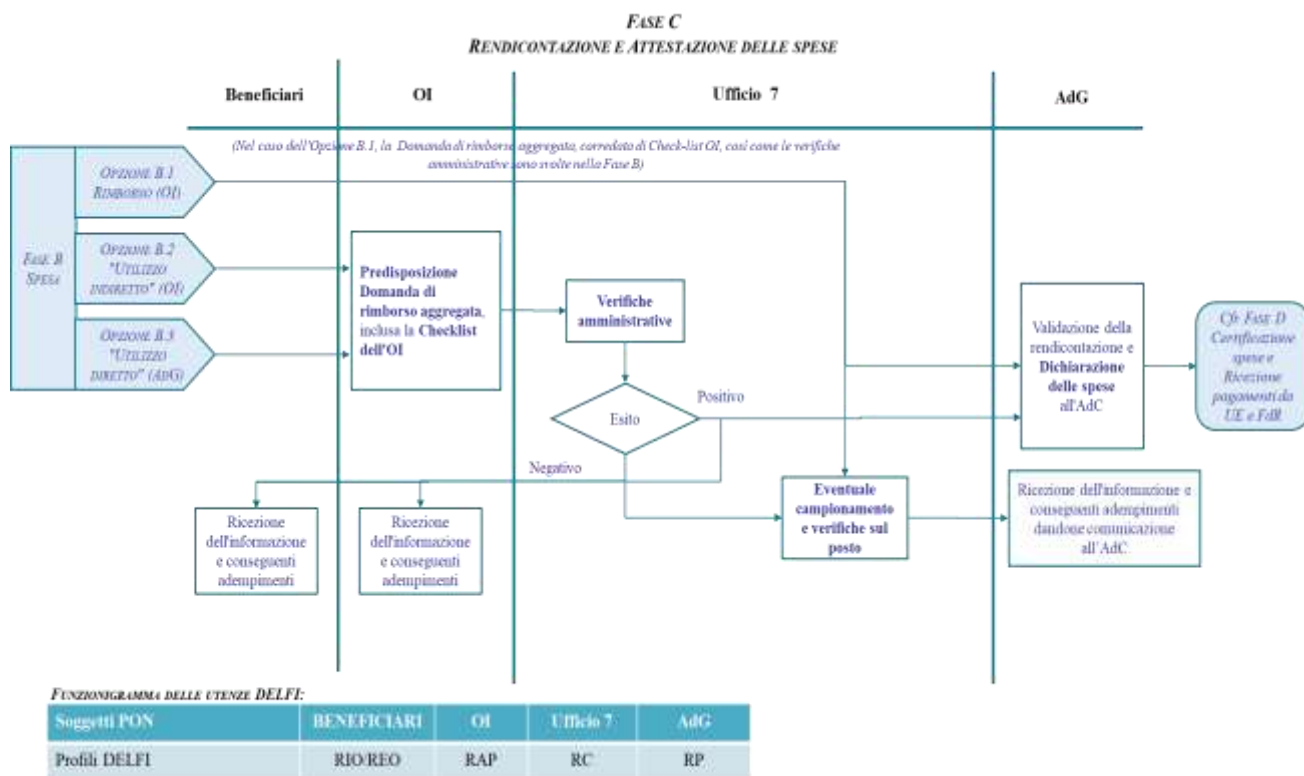 FASE C
RENDICONTAZIONE E ATTESTAZIONE DELLE SPESE
Beneficiari
OI
Ufficio 7
AdG
(Nel caso dell'Opzione B.1, la Domanda di rimborso aggregata, corredata di Check-list OI, così come le verifiche
amministrative sono svolte nella Fase B)
FASE B
SPESA
OPZIONE B.1
RIMBORSO (OI)
OPZIONE B.2
"UTILIZZO
INDIRETTO" (OI)
OPZIONE B.3
"UTILIZZO
DIRETTO" (ADG)
Predisposizione
Domanda di
rimborso aggregata,
inclusa la Checklist
dell'OI
Verifiche
amministrative
Esito
Positivo
Negativo
Validazione della
rendicontazione e
Dichiarazione
delle spese
all'AdC
Cfr FASE D
Certificazione
spese e
Ricezione
pagamenti da
UE e FdR
Ricezione
dell'informazione
e conseguenti
adempimenti
Ricezione
dell'informazione
e conseguenti
adempimenti
Eventuale
campionamento
e verifiche sul
posto
Ricezione dell'informazione e
conseguenti adempimenti
dandone comunicazione
all'AdC
FUNZIONIGRAMMA DELLE UTENZE DELFI:
Soggetti PON BENEFICIARI OI Ufficio 7 AdG
Profili DELFI RIO/REO RAP RC RP